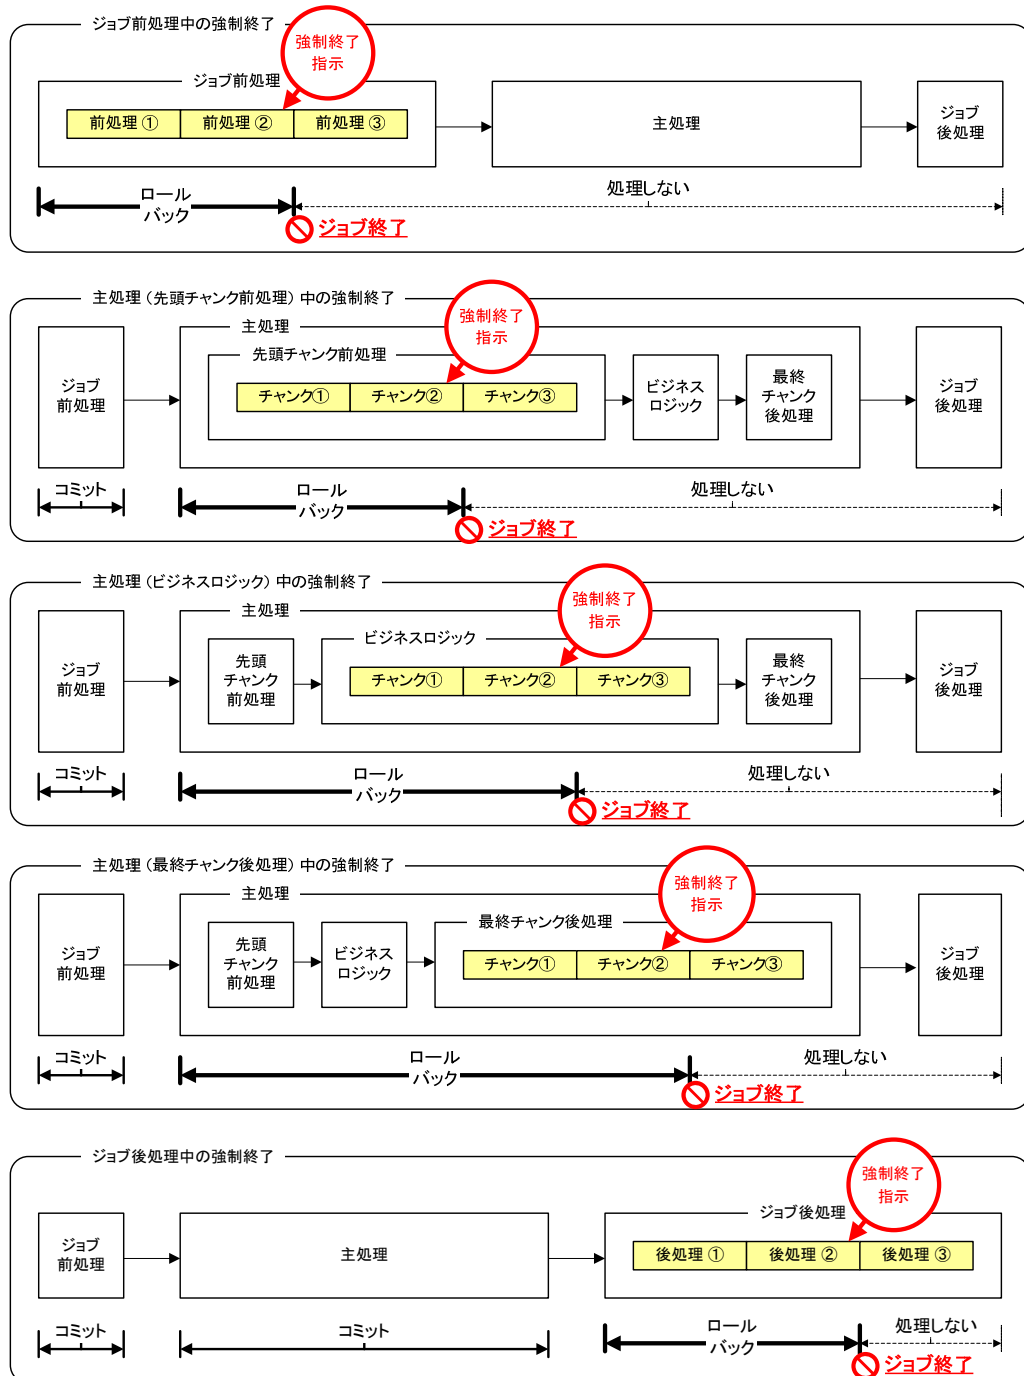 ジョブ前処理中の強制終了
強制終了
指示
ジョブ前処理
前処理 ①
前処理 ②
前処理 ③
主処理
ジョブ
後処理
ロール
バック
処理しない
ジョブ終了
主処理（先頭チャンク前処理）中の強制終了
強制終了
指示
主処理
先頭チャンク前処理
チャンク①
チャンク②
チャンク③
ジョブ
前処理
ビジネス
ロジック
最終
チャンク
後処理
ジョブ
後処理
コミット
ロール
バック
処理しない
ジョブ終了
主処理（ビジネスロジック）中の強制終了
強制終了
指示
主処理
ビジネスロジック
ジョブ
前処理
先頭
チャンク
前処理
チャンク①
チャンク②
チャンク③
最終
チャンク
後処理
ジョブ
後処理
コミット
ロール
バック
処理しない
ジョブ終了
主処理（最終チャンク後処理）中の強制終了
強制終了
指示
主処理
最終チャンク後処理
ジョブ
前処理
先頭
チャンク
前処理
ビジネス
ロジック
チャンク①
チャンク②
チャンク③
ジョブ
後処理
コミット
ロール
バック
処理しない
ジョブ終了
ジョブ後処理中の強制終了
強制終了
指示
ジョブ後処理
ジョブ
前処理
主処理
後処理 ①
後処理 ②
後処理 ③
コミット
コミット
ロール
バック
処理しない
ジョブ終了